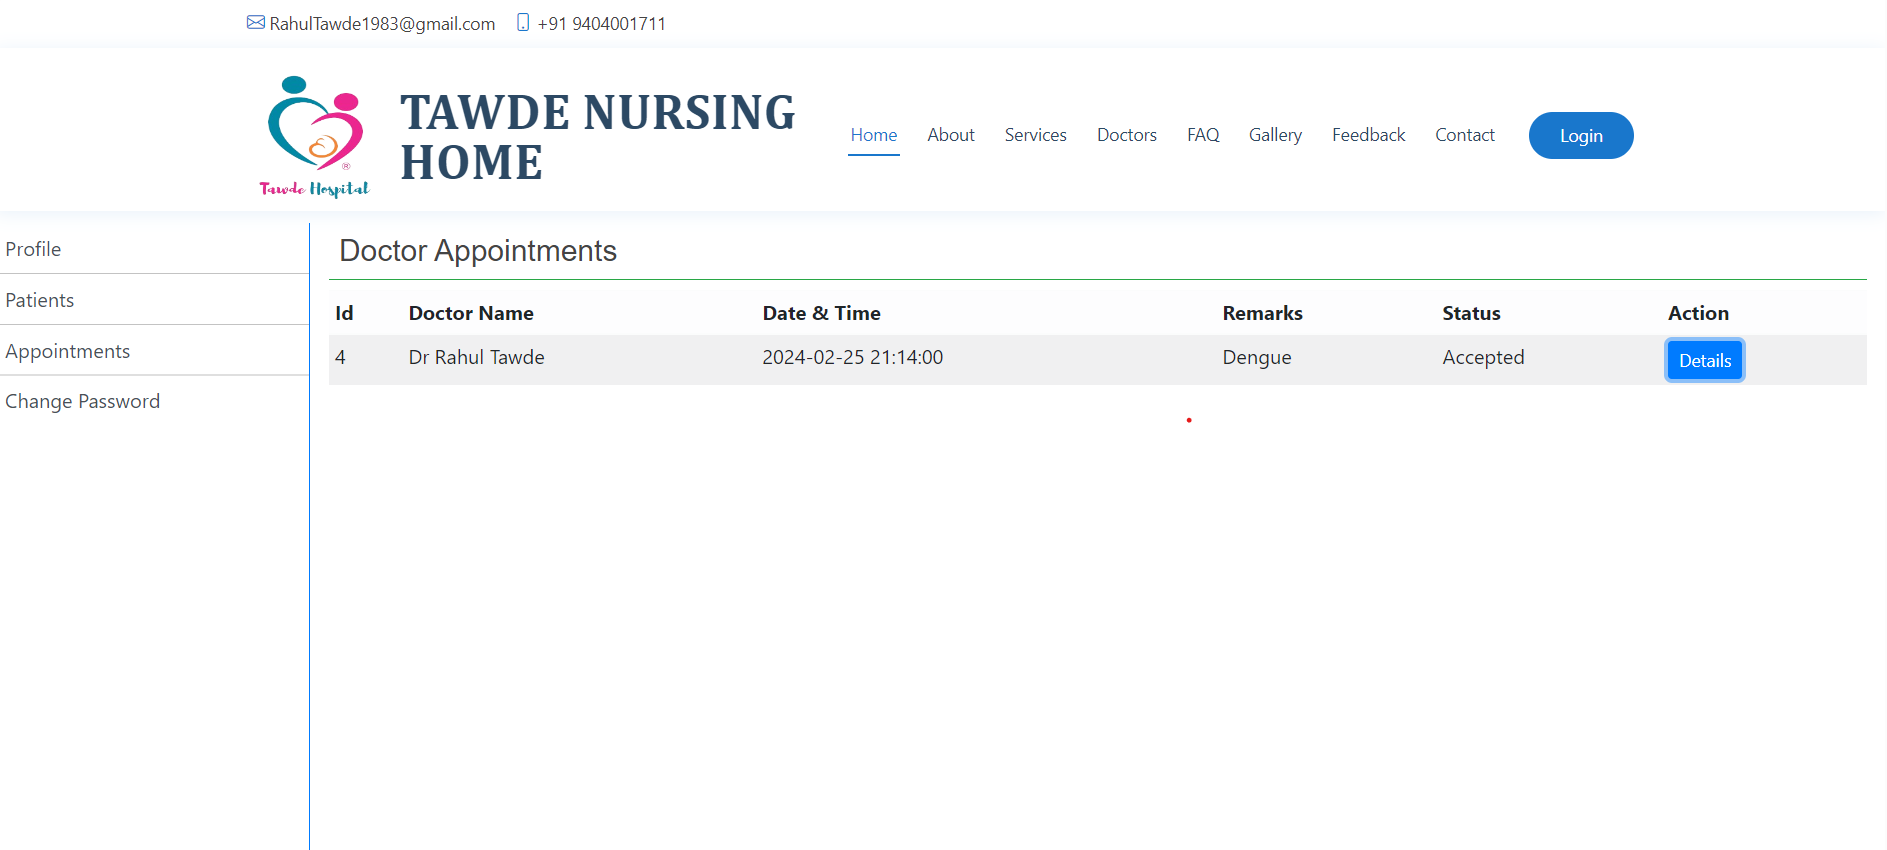 RahulTawde1983@gmail.com +91 9404001711
TAWDE NURSING
HOME
®
Tawde Hospital
Home About Services Doctors FAQ Gallery Feedback Contact Login
Profile
Patients
Appointments
Change Password
Doctor Appointments
Id Doctor Name Date & Time Remarks Status Action
4 Dr Rahul Tawde 2024-02-25 21:14:00 Dengue Accepted Details